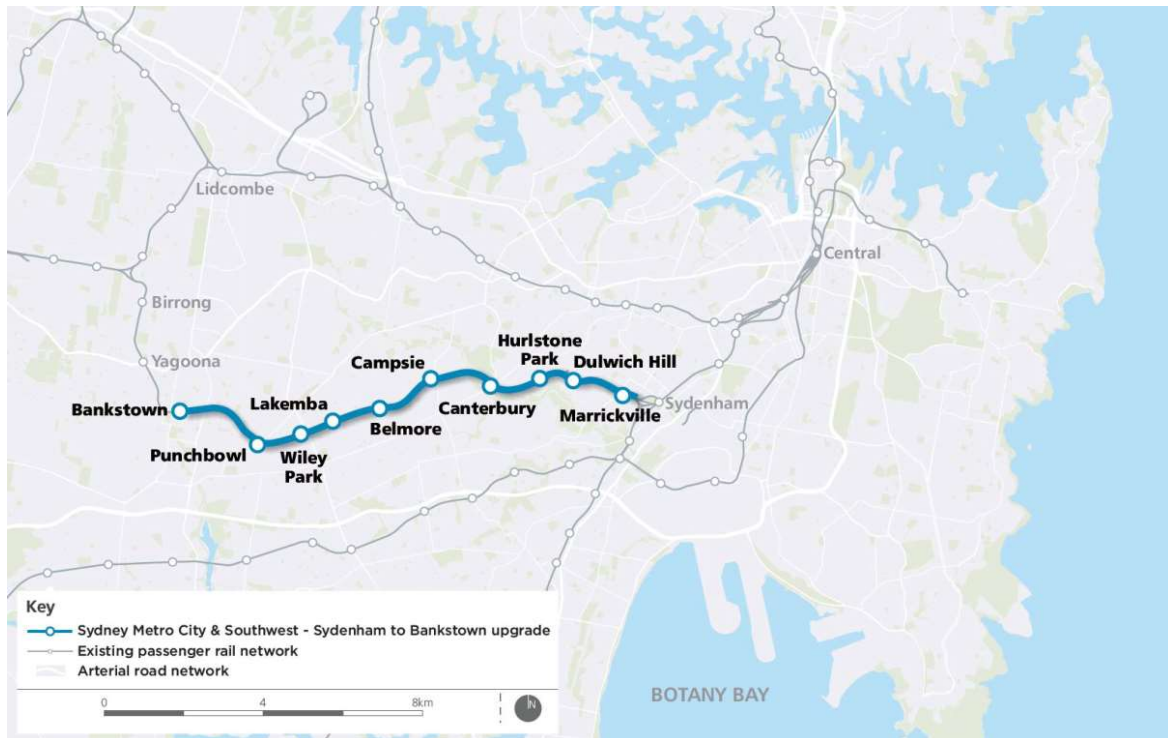 Lidcombe
Central
Birrong
Yagoona
Hurlstone
Park
Campsie
Dulwich Hill
Lakemba
Bankstown
Canterbury
Sydenham
Marrickville
Belmore
Punchbowl
Wiley
Park
Key
Sydney Metro City & Southwest - Sydenham to Bankstown upgrade
Existing passenger rail network
Arterial road network
0 4 8km
N
BOTANY BAY